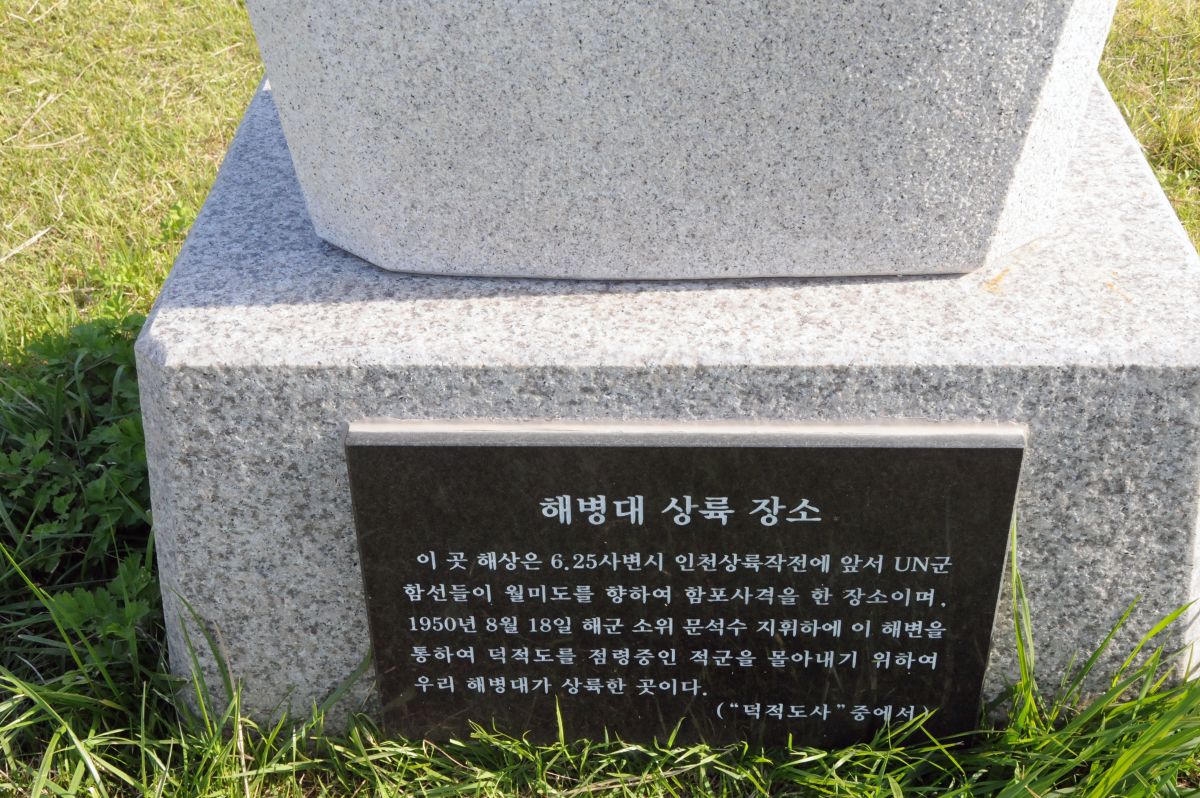 해병대 상륙 장소
이 곳 해상은 6.25사변시 인천상륙작전에 앞서 UN군
함선들이 월미도를 향하여 함포사격을 한 장소이며,
1950년 8월 18일 해군 소위 문석수 지휘하에 이 해변을
통하여 덕적도를 점령중인 적군을 몰아내기 위하여
우리 해병대가 상륙한 곳이다.
("덕적도사"중에서)